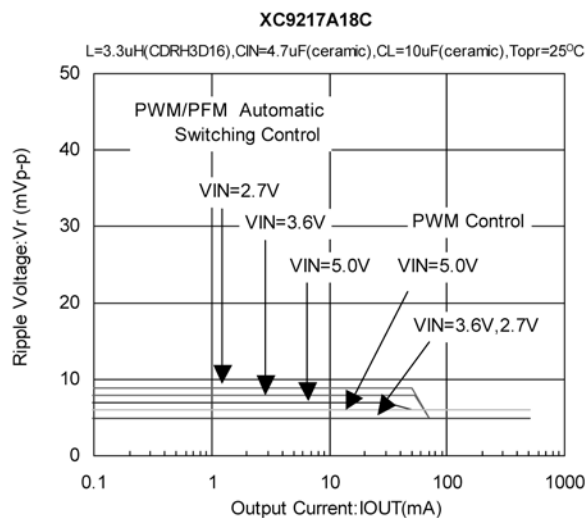 XC9217A18C
L=3.3uH(CDRH3D16),CIN=4.7uF(ceramic),CL=10uF(ceramic),Topr=25°C
50
40
30
20
10
0
Ripple Voltage:Vr (mVp-p)
PWM/PFM Automatic
Switching Control
VIN=2.7V
VIN=3.6V
PWM Control
VIN=5.0V
VIN=5.0V
VIN=3.6V,2.7V
0.1
1
10
100
1000
Output Current:IOUT(mA)